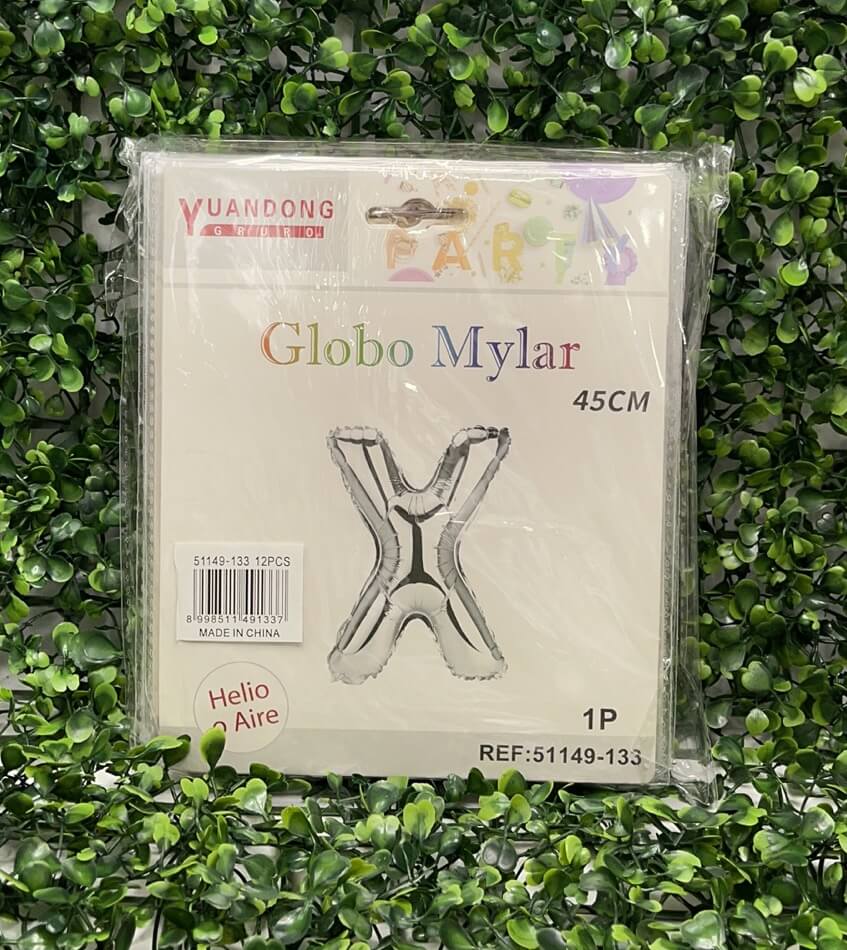 YUANDONG
GRURO
PARTY
Globo Mylar
45CM
51149-133 12PCS
8 998511 491337
MADE IN CHINA
Helio
o Aire
1P
REF:51149-133